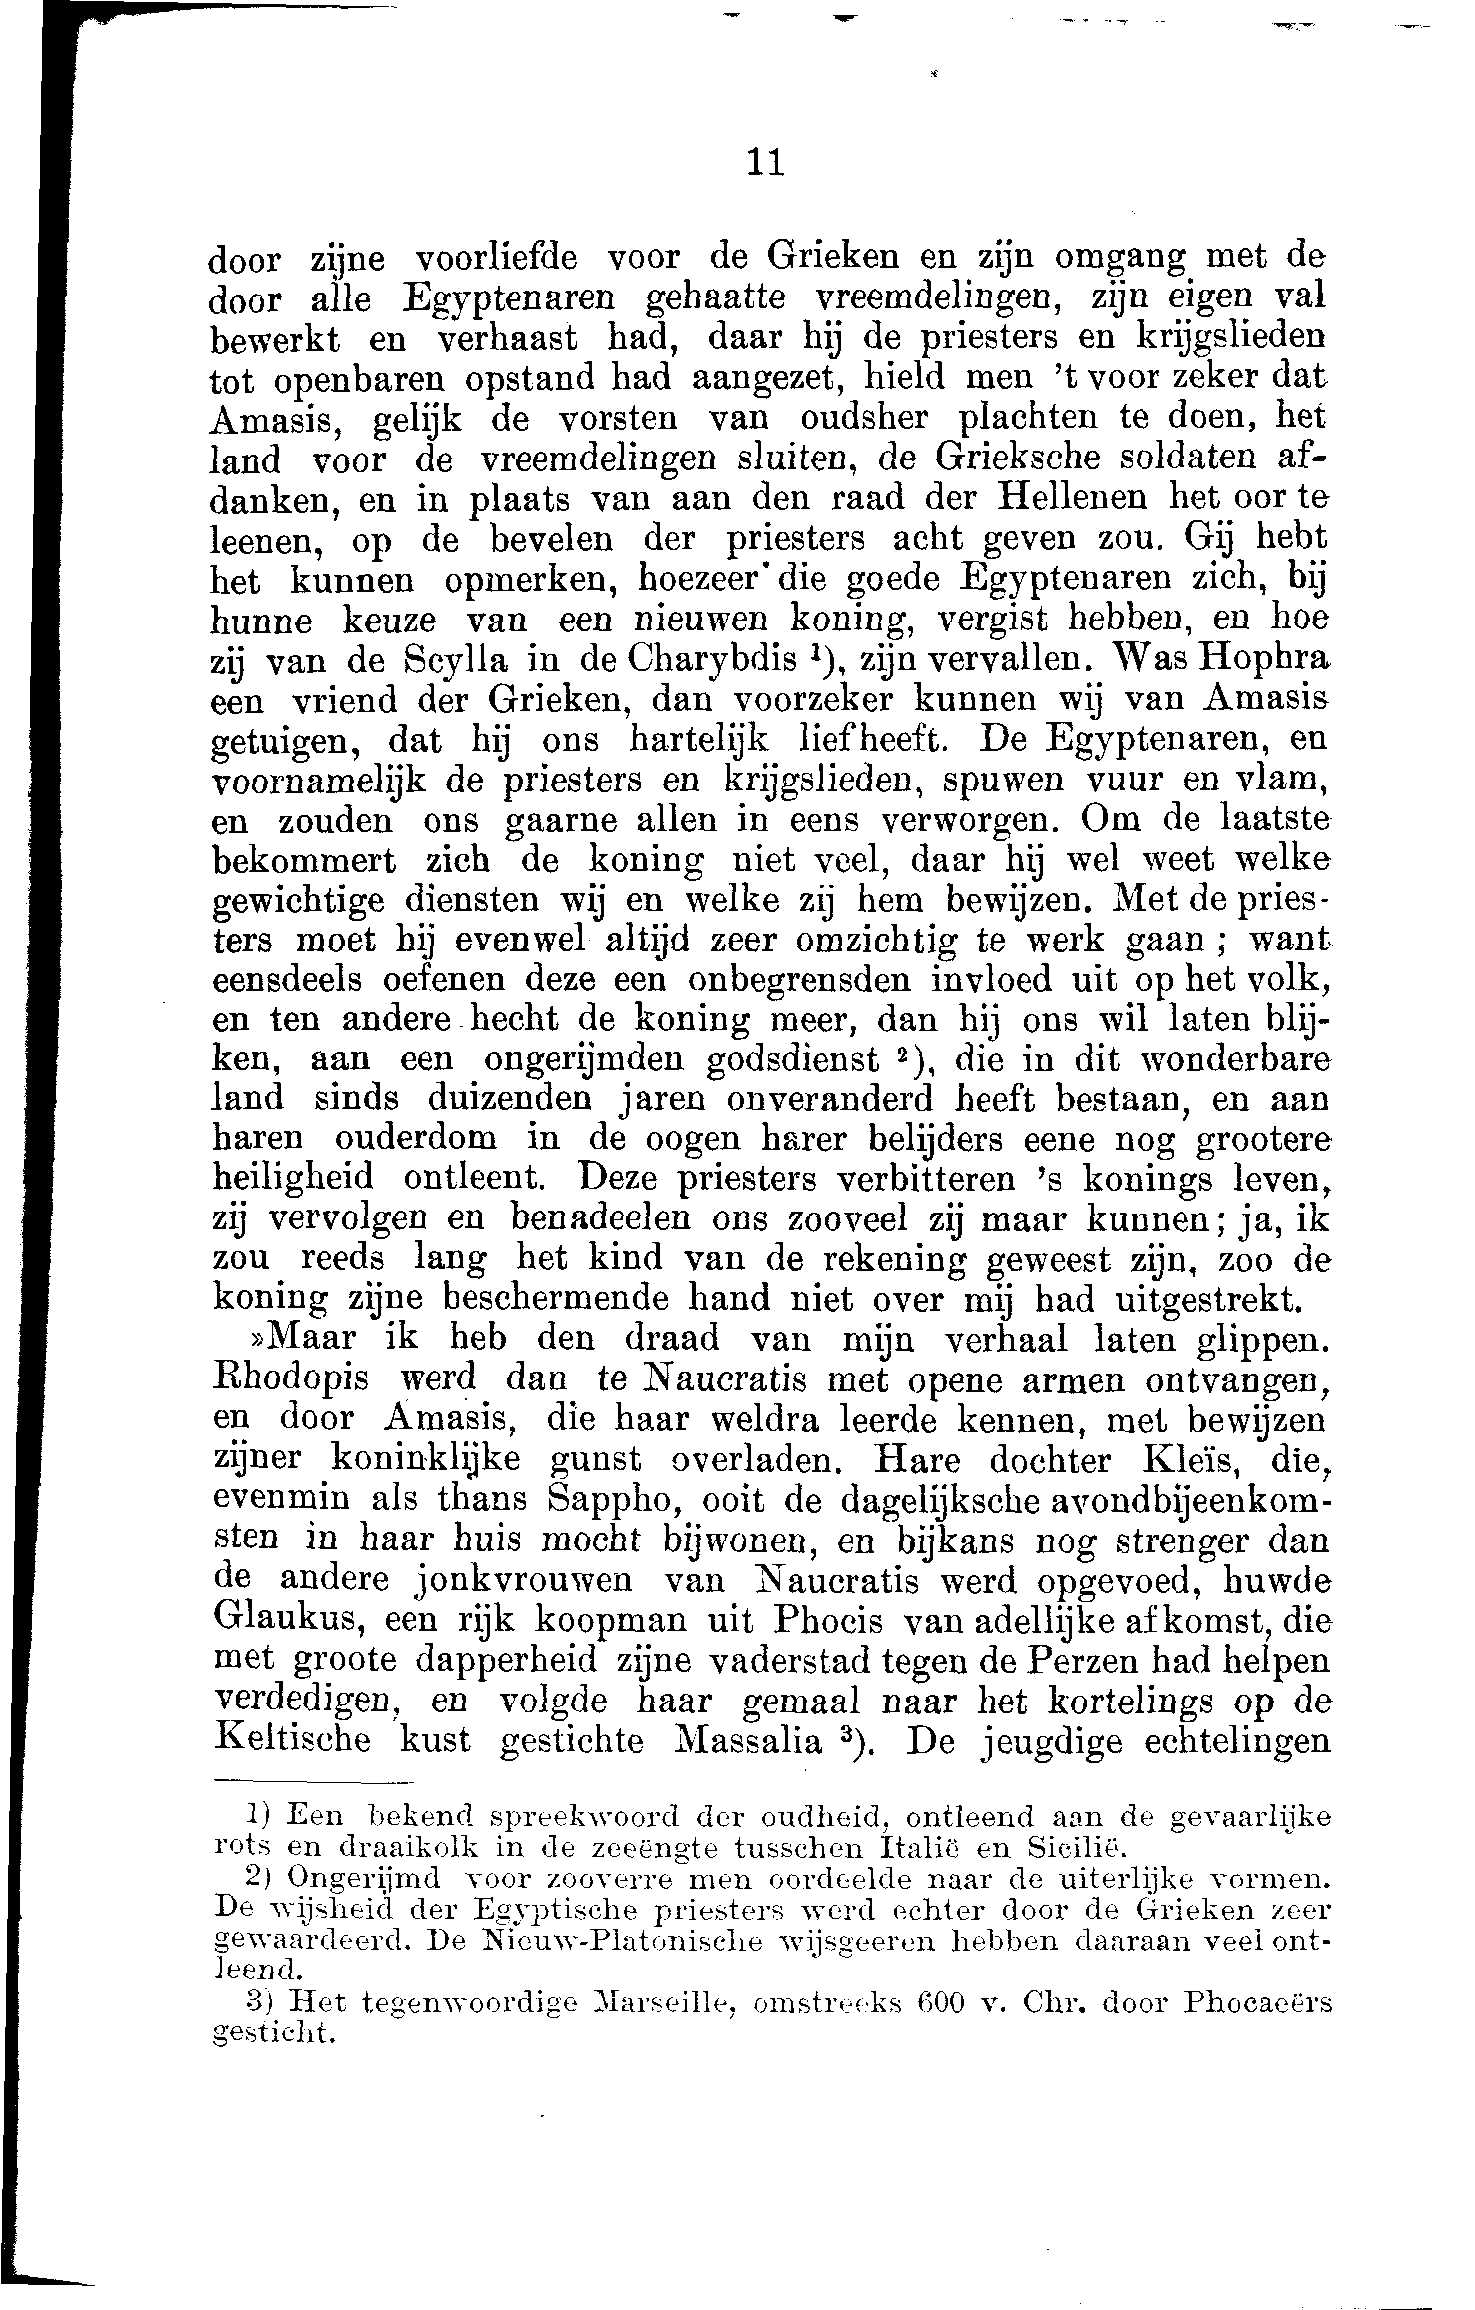 11
door zijne voorliefde voor de Grieken en zijn omgang met de
door alle Egyptenaren gehaatte vreemdelingen, zijn eigen val
bewerkt en verhaast had, daar hij de priesters en krijgslieden
tot openbaren opstand had aangezet, hield men 't voor zeker dat
Amasis, gelijk de vorsten van oudsher plachten te doen, het
land voor de vreemdelingen sluiten, de Grieksche soldaten af-
danken, en in plaats van aan den raad der Hellenen het oor te
leenen, op de bevelen der priesters acht geven zou. Gij hebt
het kunnen opmerken, hoezeer die goede Egyptenaren zich, bij
hunne keuze van een nieuwen koning, vergist hebben, en hoe
zij van de Scylla in de Charybdis ¹), zijn vervallen. Was Hophra
een vriend der Grieken, dan voorzeker kunnen wij van Amasis
getuigen, dat hij ons hartelijk liefheeft. De Egyptenaren, en
voornamelijk de priesters en krijgslieden, spuwen vuur en vlam,
en zouden ons gaarne allen in eens verworgen. Om de laatste
bekommert zich de koning niet veel, daar hij wel weet welke
gewichtige diensten wij en welke zij hem bewijzen. Met de pries-
ters moet hij evenwel altijd zeer omzichtig te werk gaan ; want
eensdeels oefenen deze een onbegrensden invloed uit op het volk,
en ten andere hecht de koning meer, dan hij ons wil laten blij-
ken, aan een ongerijmden godsdienst ²), die in dit wonderbare
land sinds duizenden jaren onveranderd heeft bestaan, en aan
haren ouderdom in de oogen harer belijders eene nog grootere
heiligheid ontleent. Deze priesters verbitteren 's konings leven,
zij vervolgen en benadeelen ons zooveel zij maar kunnen; ja, ik
zou reeds lang het kind van de rekening geweest zijn, zoo de
koning zijne beschermende hand niet over mij had uitgestrekt.
»Maar ik heb den draad van mijn verhaal laten glippen.
Rhodopis werd dan te Naucratis met opene armen ontvangen,
en door Amasis, die haar weldra leerde kennen, met bewijzen
zijner koninklijke gunst overladen. Hare dochter Kleïs, die,
evenmin als thans Sappho, ooit de dagelijksche avondbijeenkom-
sten in haar huis mocht bijwonen, en bijkans nog strenger dan
de andere jonkvrouwen van Naucratis werd opgevoed, huwde
Glaukus, een rijk koopman uit Phocis van adellijke afkomst, die
met groote dapperheid zijne vaderstad tegen de Perzen had helpen
verdedigen, en volgde haar gemaal naar het kortelings op de
Keltische kust gestichte Massalia ³). De jeugdige echtelingen
1) Een bekend spreekwoord der oudheid, ontleend aan de gevaarlijke
rots en draaikolk in de zeeëngte tusschen Italië en Sicilië.
2) Ongerijmd voor zooverre men oordeelde naar de uiterlijke vormen.
De wijsheid der Egyptische priesters werd echter door de Grieken zeer
gewaardeerd. De Nieuw-Platonische wijsgeeren hebben daaraan veel ont-
leend.
3) Het tegenwoordige Marseille, omstreeks 600 v. Chr. door Phocaeërs
gesticht.